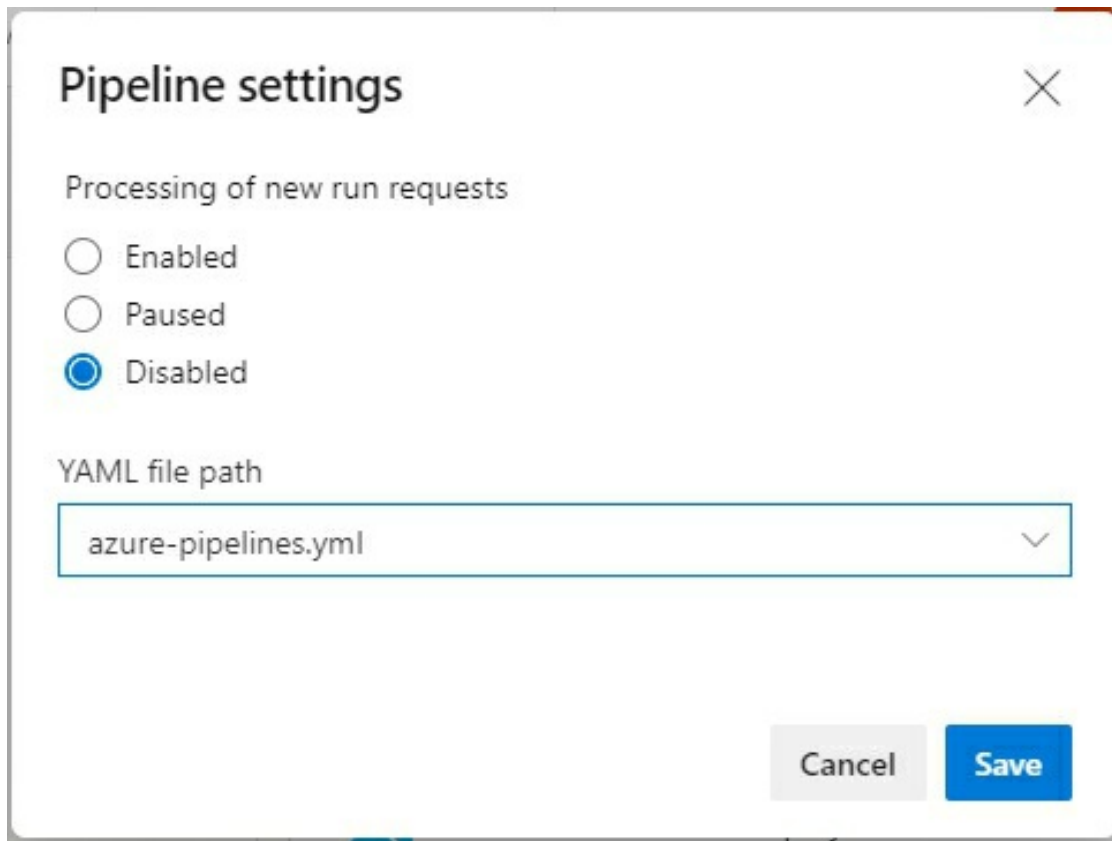 Pipeline settings
Processing of new run requests
Enabled
Paused
Disabled
YAML file path
azure-pipelines.yml
Cancel
Save